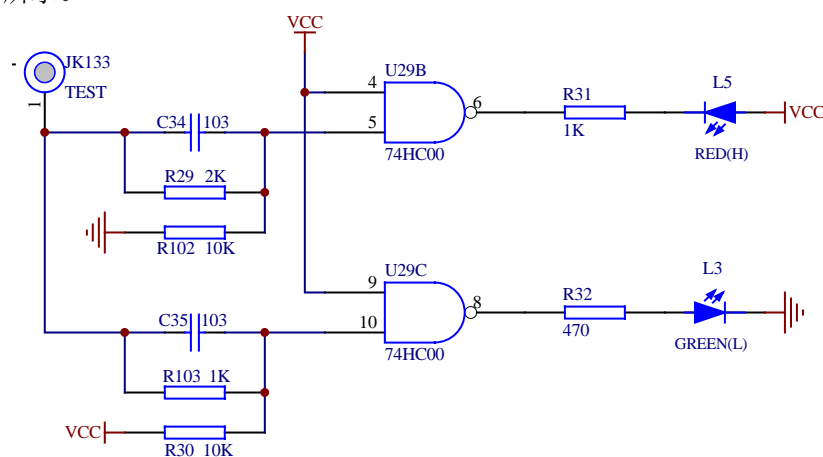 VCC
JK133
TEST
1
C34 103
R29 2K
R102 10K
4
5
U29B
74HC00
6
R31
1K
L5
VCC
RED(H)
C35 103
R103 1K
VCC
R30 10K
9
10
U29C
74HC00
8
R32
470
L3
GREEN(L)